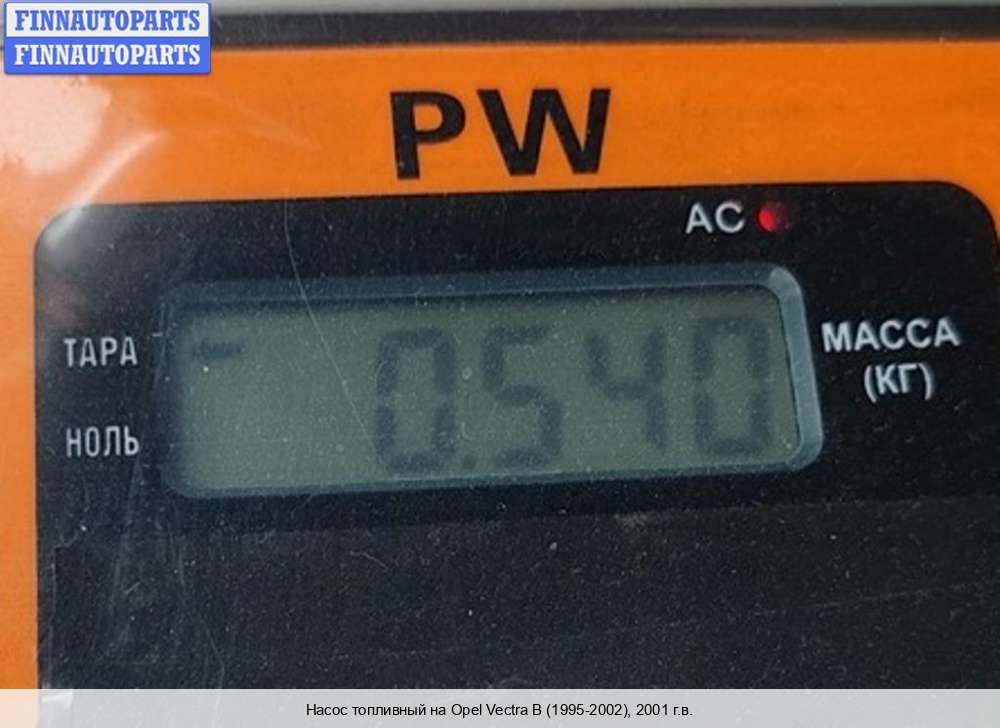 FINNAUTOPARTS
FINNAUTOPARTS
PW
AC
ТАРА
0.540
МАССА
(КГ)
НОЛЬ
Насос топливный на Opel Vectra B (1995-2002), 2001 г.в.